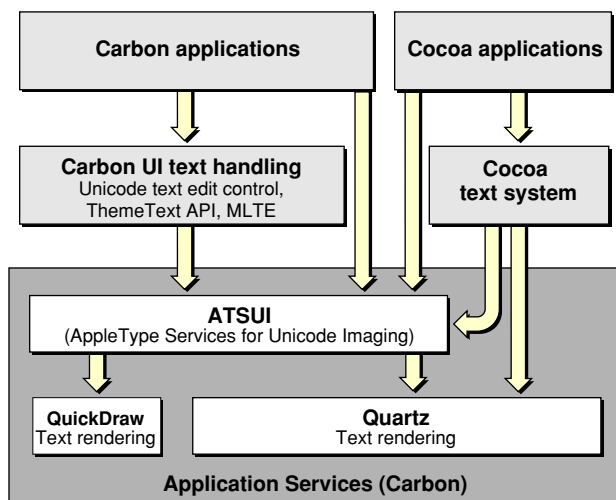 Carbon applications
Cocoa applications
Carbon UI text handling
Unicode text edit control,
ThemeText API, MLTE
Cocoa
text system
ATSUI
(AppleType Services for Unicode Imaging)
QuickDraw
Text rendering
Quartz
Text rendering
Application Services (Carbon)